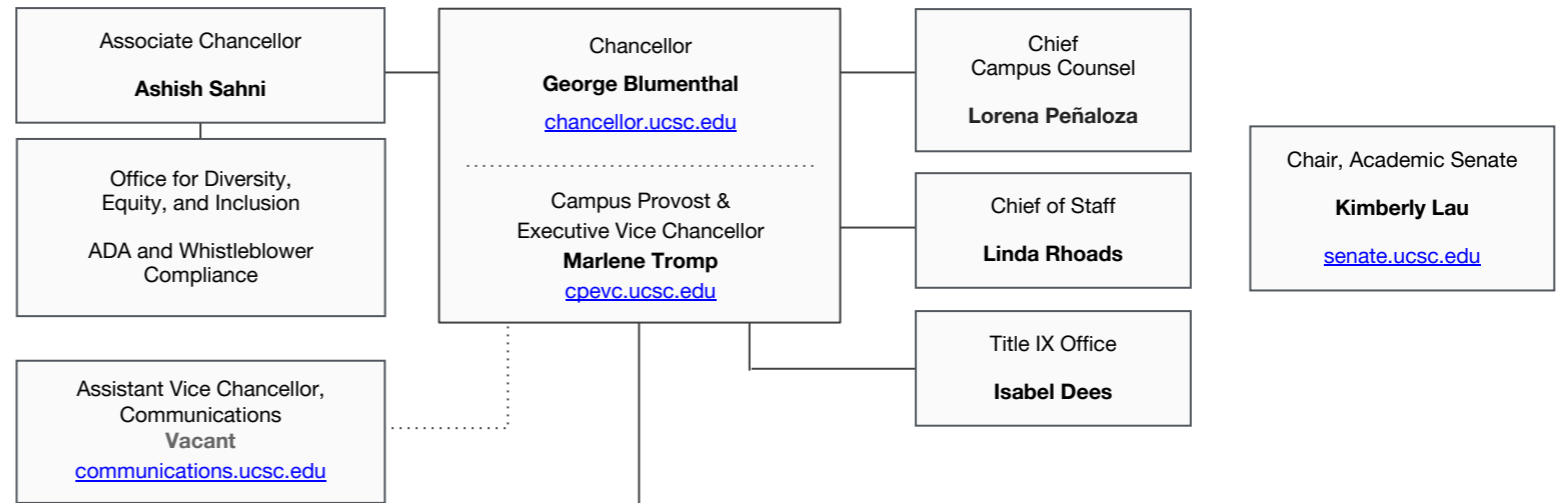 Associate Chancellor
Ashish Sahni
Office for Diversity,
Equity, and Inclusion
ADA and Whistleblower
Compliance
Assistant Vice Chancellor,
Communications
Vacant
communications.ucsc.edu
Chancellor
George Blumenthal
chancellor.ucsc.edu
Campus Provost &
Executive Vice Chancellor
Marlene Tromp
cpevc.ucsc.edu
Chief
Campus Counsel
Lorena Peñaloza
Chief of Staff
Linda Rhoads
Title IX Office
Isabel Dees
Chair, Academic Senate
Kimberly Lau
senate.ucsc.edu